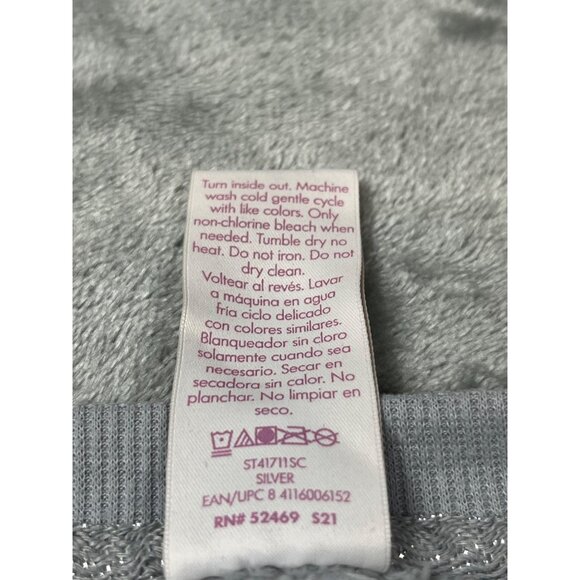 Turn inside out. Machine
wash cold gentle cycle
with like colors. Only
non-chlorine bleach when
needed. Tumble dry no
heat. Do not iron. Do not
dry clean.
Voltear al revés. Lavar
a máquina en agua
fría ciclo delicado
con colores similares.
Blanqueador sin cloro
solamente cuando sea
necesario. Secar en
secadora sin calor. No
planchar. No limpiar en
seco.
ST41711SC
SILVER
EAN/UPC 8 4116006152
RN# 52469 S21